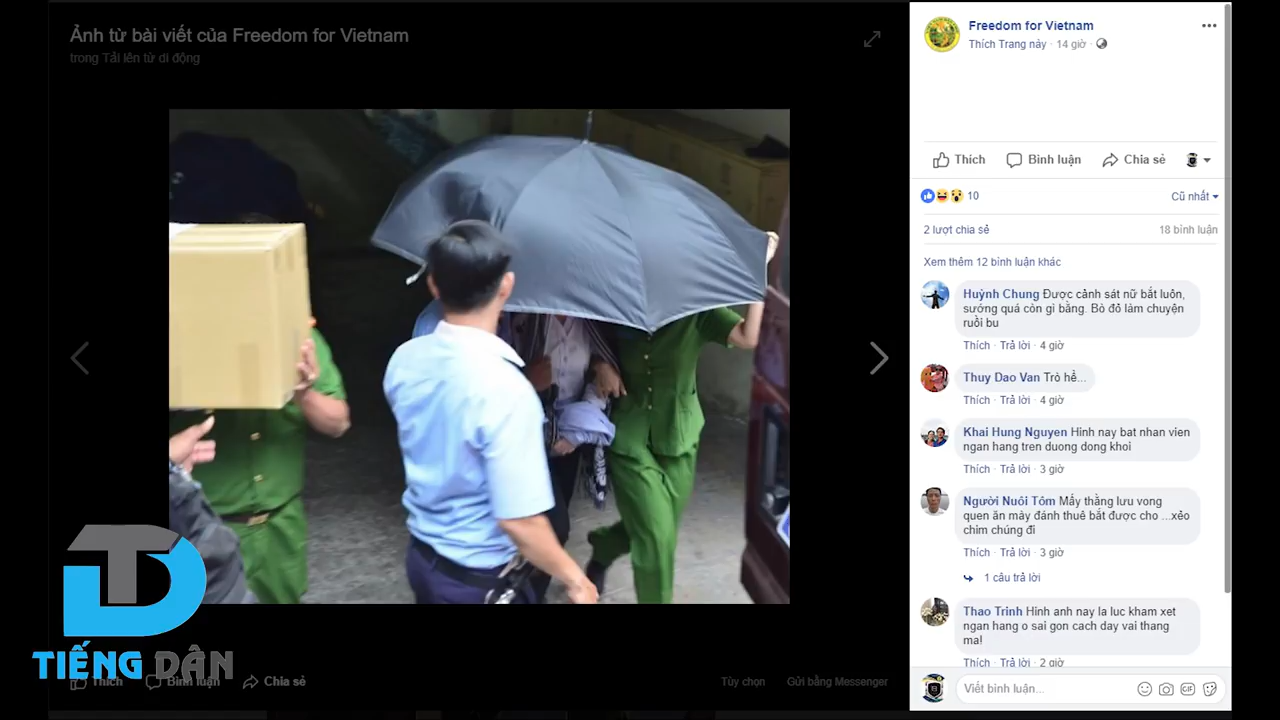 Ảnh từ bài viết của Freedom for Vietnam
trong Tải lên từ di động
Freedom for Vietnam
Thích Trang này · 14 giờ ·
Thích Bình luận Chia sẻ
10
Cũ nhất
2 lượt chia sẻ
18 bình luận
Xem thêm 12 bình luận khác
Huỳnh Chung Được cảnh sát nữ bắt luôn,
sướng quá còn gì bằng. Bò đỏ làm chuyện
ruồi bu
Thích · Trả lời · 4 giờ
Thuy Dao Van Trò hề...
Thích · Trả lời · 4 giờ
Khai Hung Nguyen Hinh nay bat nhan vien
ngan hang tren duong dong khoi
Thích · Trả lời · 3 giờ
Người Nuôi Tôm Mấy thằng lưu vong
quen ăn mày đánh thuê bắt được cho ...xẻo
chim chúng đi
Thích · Trả lời · 3 giờ
1 câu trả lời
Thao Trinh Hinh anh nay la luc kham xet
ngan hang o sai gon cach day vai thang
ma!
Thích · Trả lời · 2 giờ
Viết bình luận...
GIF
TD
TIẾNG DÂN
Thích Bình luận Chia sẻ
Tùy chọn
Gửi bằng Messenger